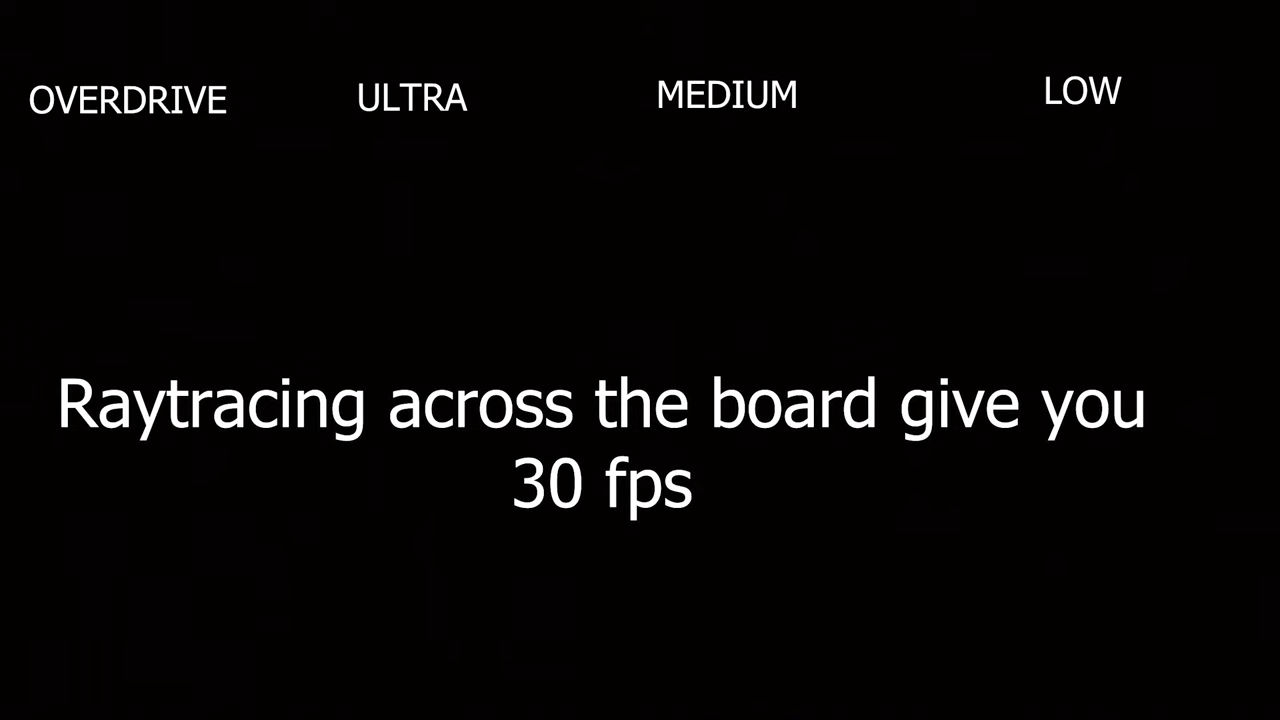 OVERDRIVE ULTRA MEDIUM LOW
Raytracing across the board give you
30 fps